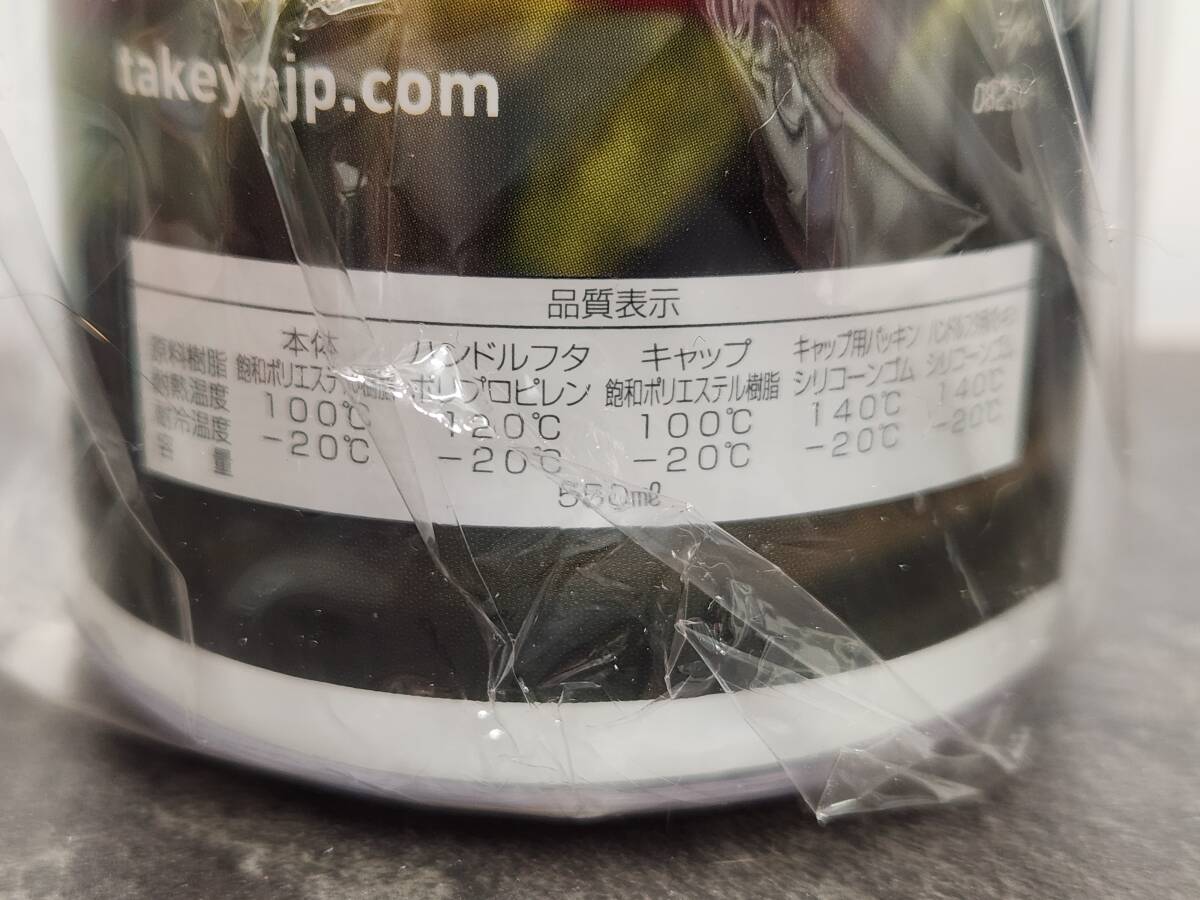 takeyajp.com
品質表示
本体 ハンドルフタ キャップ キャップ用パッキン
原料樹脂 飽和ポリエステル樹脂 ポリプロピレン 飽和ポリエステル樹脂 シリコーンゴム シリコーンゴム
耐熱温度 100℃ 120℃ 100℃ 140℃ 140℃
耐冷温度 -20℃ -20℃ -20℃ -20℃ -20℃
容量 550ml